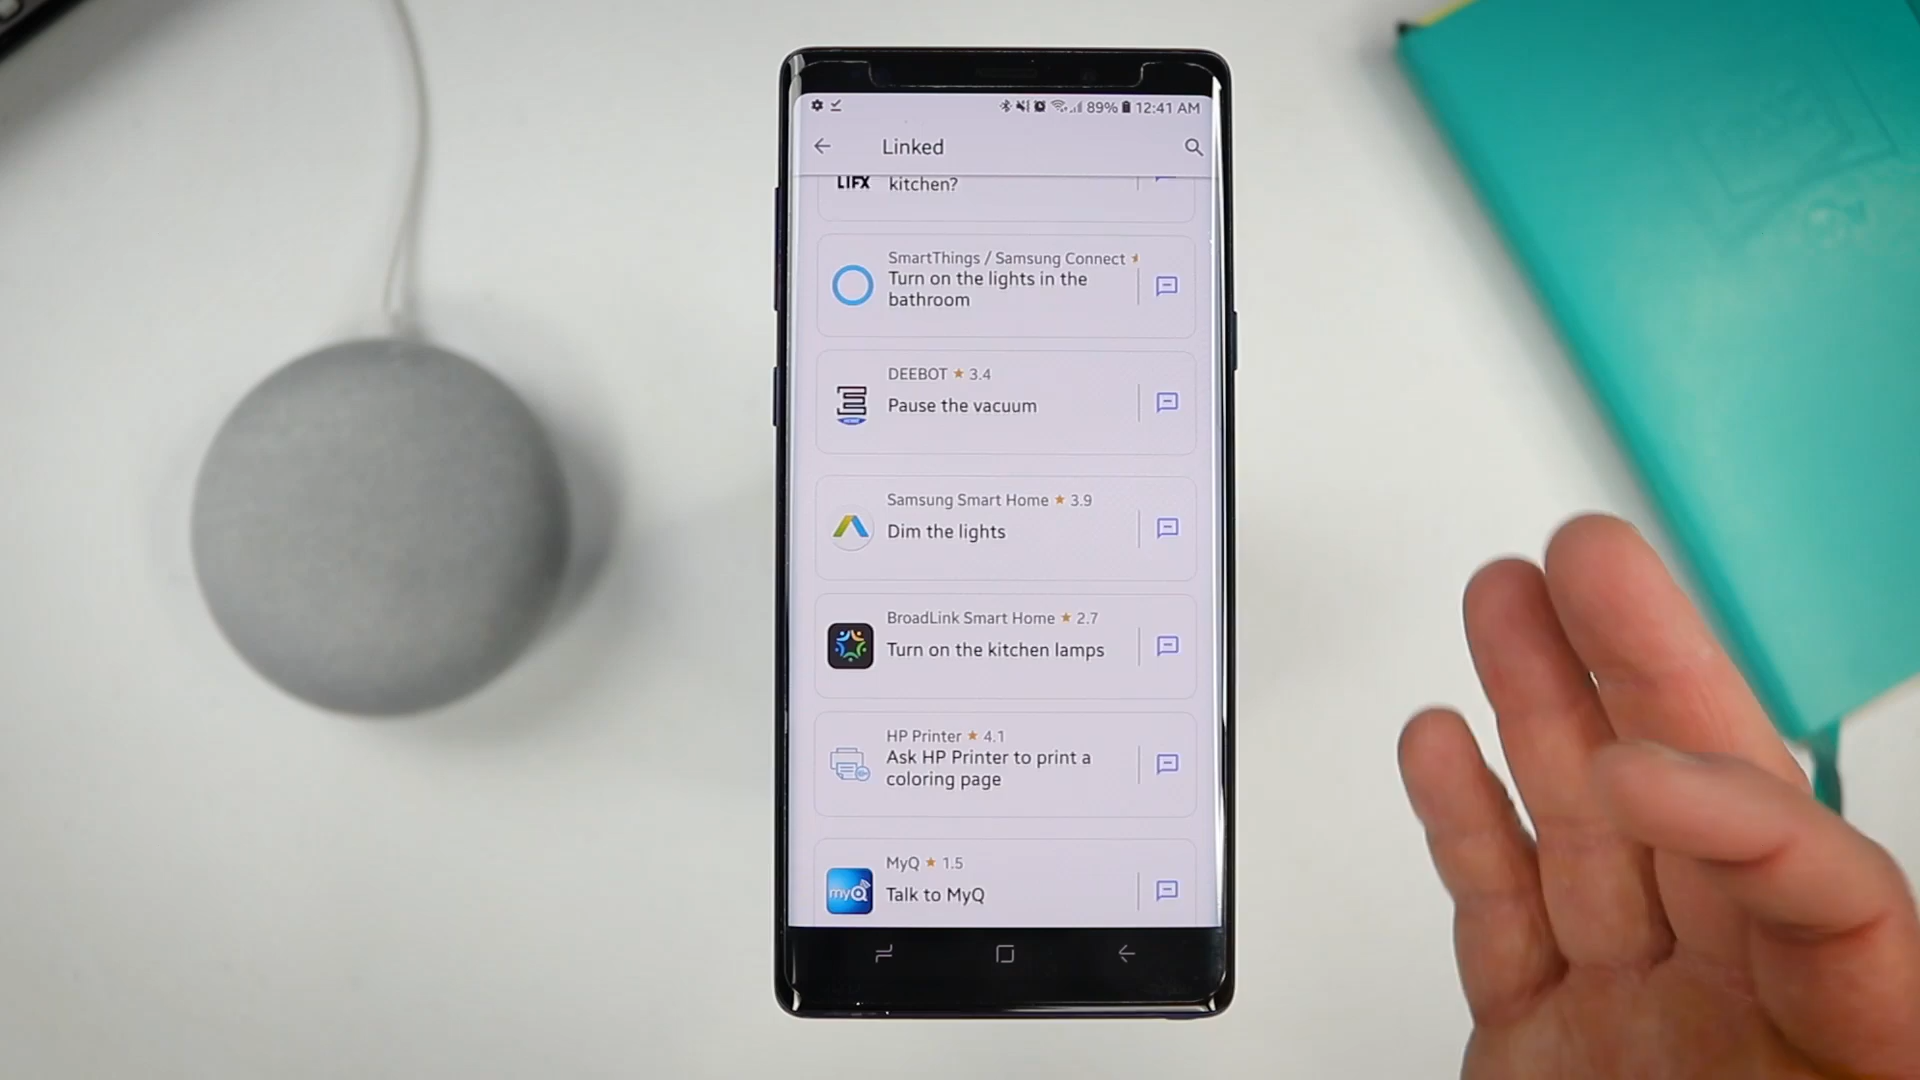 89% 12:41 AM
Linked
LIFX kitchen?
SmartThings / Samsung Connect
Turn on the lights in the
bathroom
DEEBOT ★ 3.4
Pause the vacuum
Samsung Smart Home ★ 3.9
Dim the lights
BroadLink Smart Home ★ 2.7
Turn on the kitchen lamps
HP Printer ★ 4.1
Ask HP Printer to print a
coloring page
MyQ ★ 1.5
myQ Talk to MyQ